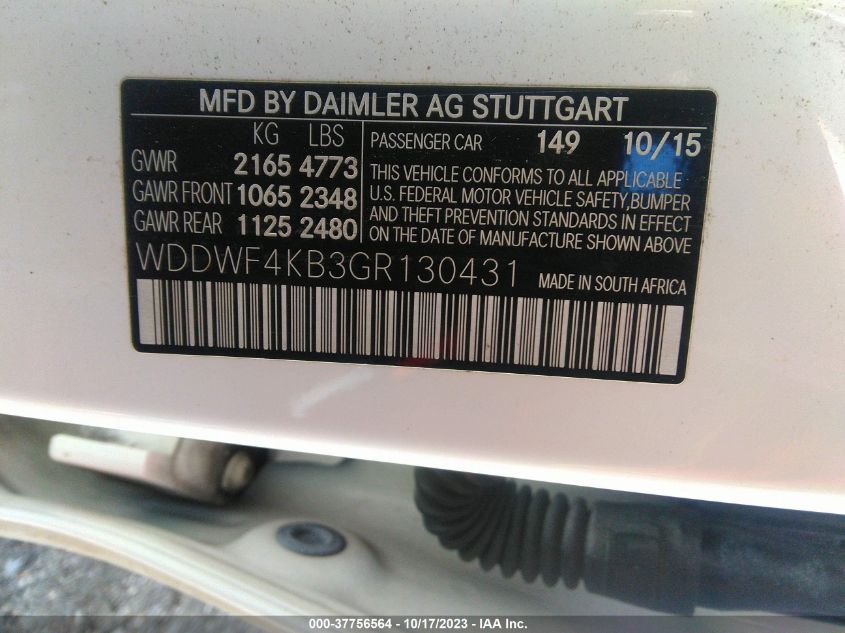 MFD BY DAIMLER AG STUTTGART
KG LBS
GVWR 2165 4773
GAWR FRONT 1065 2348
GAWR REAR 1125 2480
PASSENGER CAR 149 10/15
THIS VEHICLE CONFORMS TO ALL APPLICABLE
U.S. FEDERAL MOTOR VEHICLE SAFETY,BUMPER
AND THEFT PREVENTION STANDARDS IN EFFECT
ON THE DATE OF MANUFACTURE SHOWN ABOVE
WDDWF4KB3GR130431 MADE IN SOUTH AFRICA
000-37756564 - 10/17/2023 - IAA Inc.